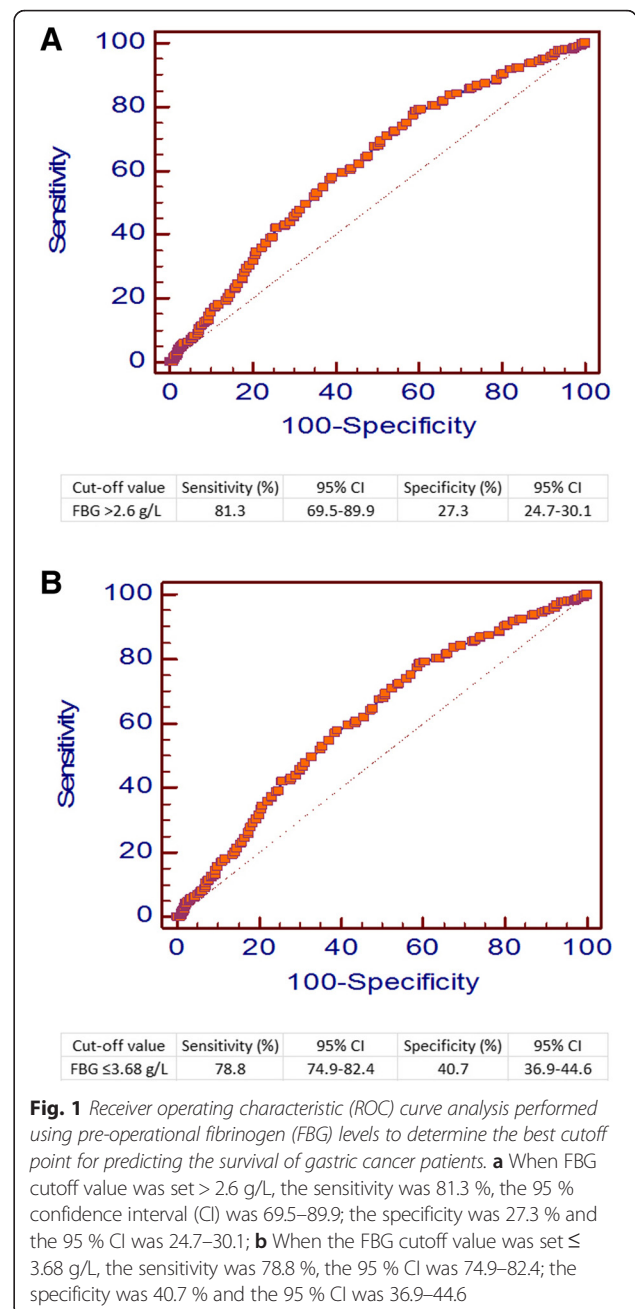 A
100
80
60
40
20
0
Sensitivity
0 20 40 60 80 100
100-Specificity
Cut-off value Sensitivity (%) 95% CI Specificity (%) 95% CI
FBG >2.6 g/L 81.3 69.5-89.9 27.3 24.7-30.1
B
100
80
60
40
20
0
Sensitivity
0 20 40 60 80 100
100-Specificity
Cut-off value Sensitivity (%) 95% CI Specificity (%) 95% CI
FBG ≤3.68 g/L 78.8 74.9-82.4 40.7 36.9-44.6
Fig. 1 Receiver operating characteristic (ROC) curve analysis performed
using pre-operational fibrinogen (FBG) levels to determine the best cutoff
point for predicting the survival of gastric cancer patients. a When FBG
cutoff value was set > 2.6 g/L, the sensitivity was 81.3 %, the 95 %
confidence interval (CI) was 69.5–89.9; the specificity was 27.3 % and
the 95 % CI was 24.7–30.1; b When the FBG cutoff value was set ≤
3.68 g/L, the sensitivity was 78.8 %, the 95 % CI was 74.9–82.4; the
specificity was 40.7 % and the 95 % CI was 36.9–44.6